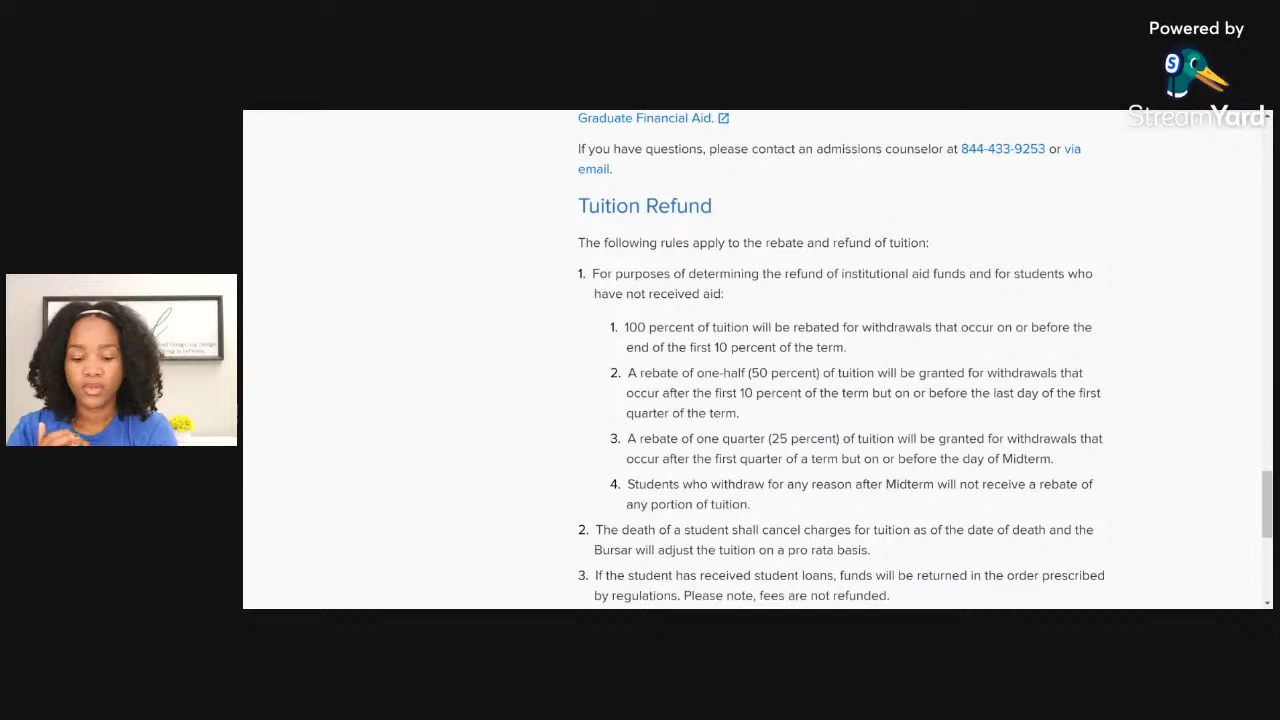 Powered by
S
StreamYard
Graduate Financial Aid.
If you have questions, please contact an admissions counselor at 844-433-9253 or via
email.
Tuition Refund
The following rules apply to the rebate and refund of tuition:
1. For purposes of determining the refund of institutional aid funds and for students who
have not received aid:
1. 100 percent of tuition will be rebated for withdrawals that occur on or before the
end of the first 10 percent of the term.
2. A rebate of one-half (50 percent) of tuition will be granted for withdrawals that
occur after the first 10 percent of the term but on or before the last day of the first
quarter of the term.
3. A rebate of one quarter (25 percent) of tuition will be granted for withdrawals that
occur after the first quarter of a term but on or before the day of Midterm.
4. Students who withdraw for any reason after Midterm will not receive a rebate of
any portion of tuition.
2. The death of a student shall cancel charges for tuition as of the date of death and the
Bursar will adjust the tuition on a pro rata basis.
3. If the student has received student loans, funds will be returned in the order prescribed
by regulations. Please note, fees are not refunded.